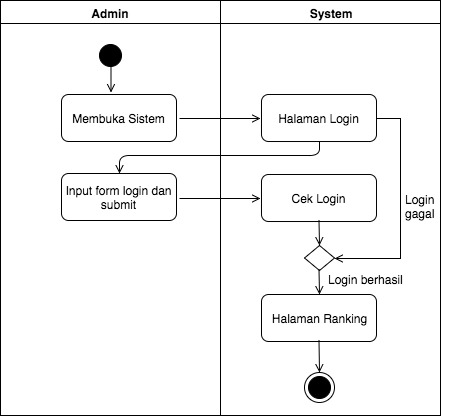 Admin
System
Membuka Sistem
Halaman Login
Input form login dan
submit
Cek Login
Login
gagal
Login berhasil
Halaman Ranking